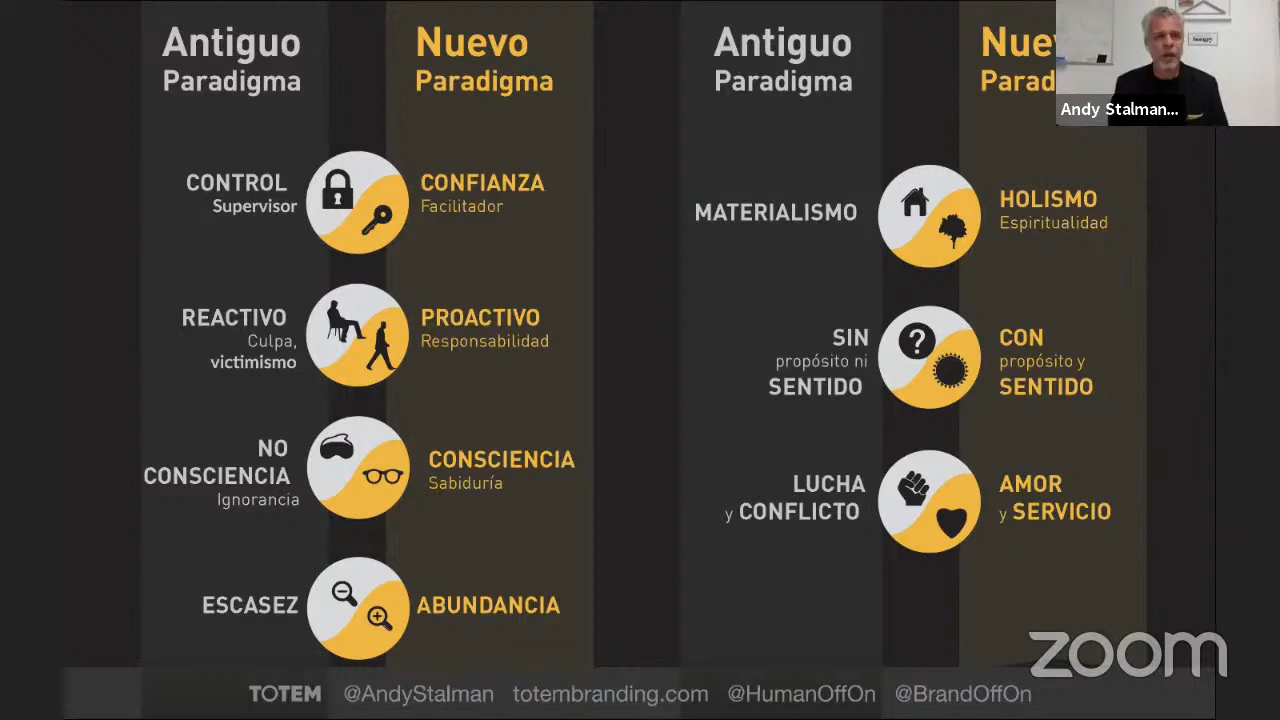 Antiguo
Paradigma
Nuevo
Paradigma
CONTROL
Supervisor
CONFIANZA
Facilitador
REACTIVO
Culpa,
victimismo
PROACTIVO
Responsabilidad
NO
CONSCIENCIA
Ignorancia
CONSCIENCIA
Sabiduría
ESCASEZ
ABUNDANCIA
Antiguo
Paradigma
MATERIALISMO
HOLISMO
Espiritualidad
SIN
propósito ni
SENTIDO
CON
propósito y
SENTIDO
LUCHA
y CONFLICTO
AMOR
y SERVICIO
Andy Stalman...
zoom
TOTEM @AndyStalman totembranding.com @HumanOffOn @BrandOffOn